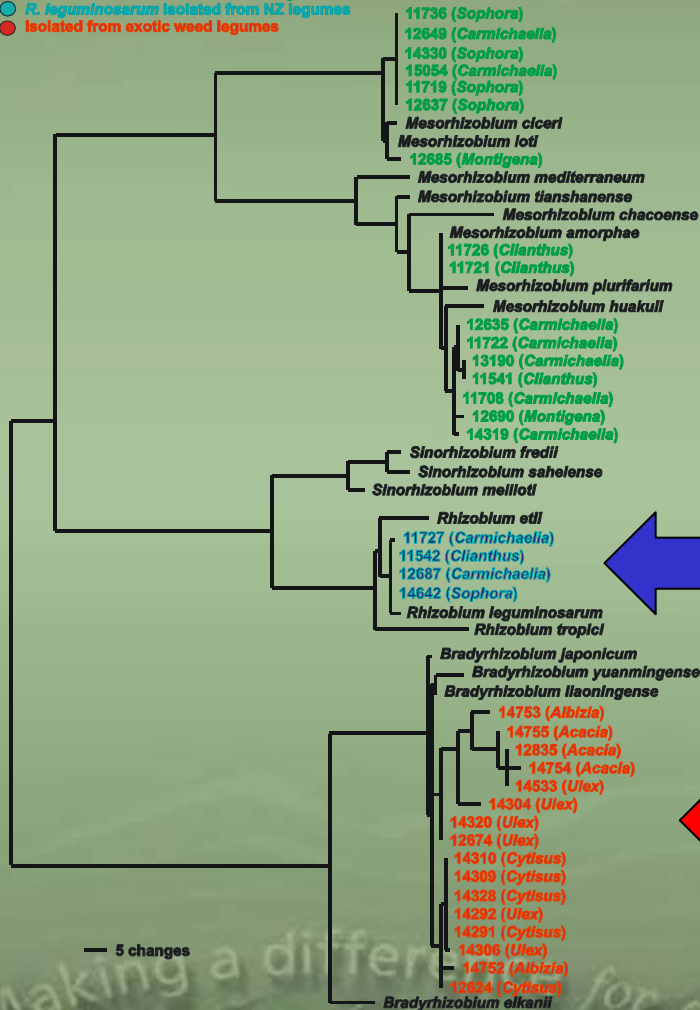 R. leguminosarum isolated from NZ legumes
Isolated from exotic weed legumes
11736 (Sophora)
12649 (Carmichaelia)
14330 (Sophora)
15054 (Carmichaelia)
11719 (Sophora)
12637 (Sophora)
Mesorhizobium ciceri
Mesorhizobium loti
12685 (Montigena)
Mesorhizobium mediterraneum
Mesorhizobium tianshanense
Mesorhizobium chacoense
Mesorhizobium amorphae
11726 (Clianthus)
11721 (Clianthus)
Mesorhizobium plurifarium
Mesorhizobium huakuii
12635 (Carmichaelia)
11722 (Carmichaelia)
13190 (Carmichaelia)
11541 (Clianthus)
11708 (Carmichaelia)
12690 (Montigena)
14319 (Carmichaelia)
Sinorhizobium fredii
Sinorhizobium sahelense
Sinorhizobium meliloti
Rhizobium etli
11727 (Carmichaelia)
11542 (Clianthus)
12687 (Carmichaelia)
14642 (Sophora)
Rhizobium leguminosarum
Rhizobium tropici
Bradyrhizobium japonicum
Bradyrhizobium yuanmingense
Bradyrhizobium liaoningense
14753 (Albizia)
14755 (Acacia)
12835 (Acacia)
14754 (Acacia)
14533 (Ulex)
14304 (Ulex)
14320 (Ulex)
12674 (Ulex)
14310 (Cytisus)
14309 (Cytisus)
14328 (Cytisus)
14292 (Ulex)
14291 (Cytisus)
14306 (Ulex)
14752 (Albizia)
12624 (Cytisus)
Bradyrhizobium elkanii
5 changes
Making a differe for